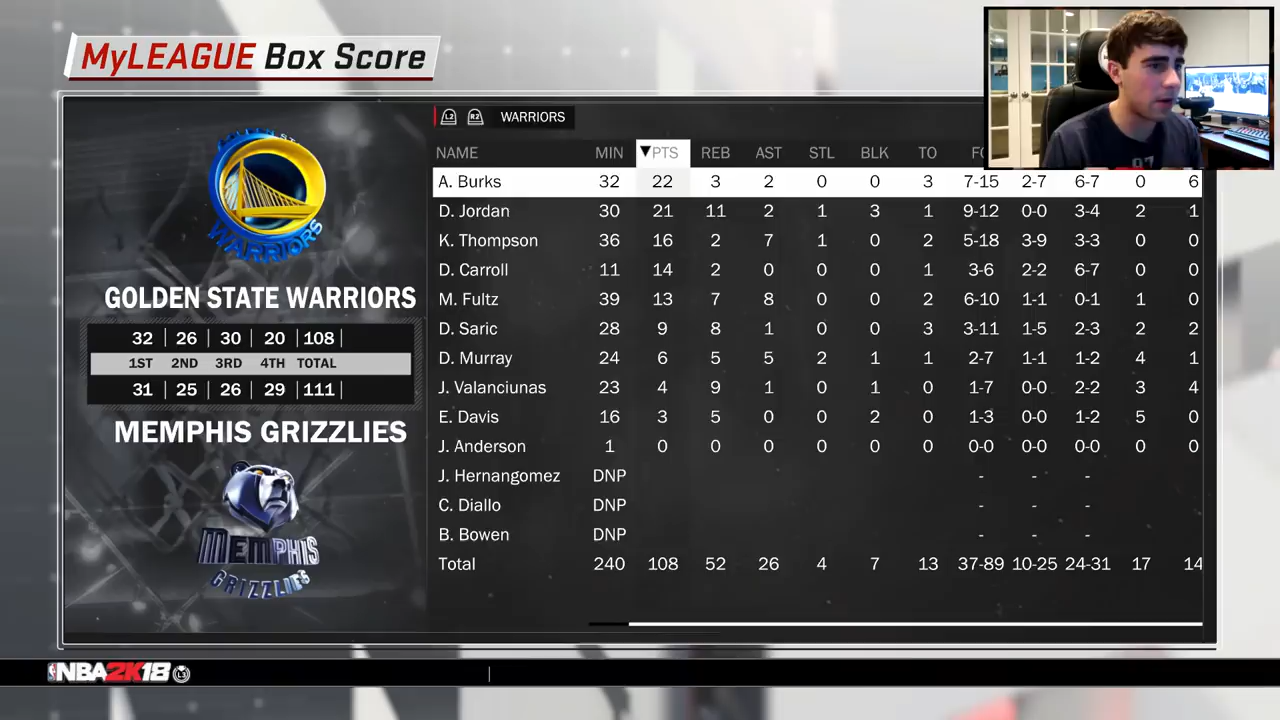 MyLEAGUE Box Score
L2 R2 WARRIORS
NAME MIN ▼PTS REB AST STL BLK TO
A. Burks 32 22 3 2 0 0 3 7-15 2-7 6-7 0 6
D. Jordan 30 21 11 2 1 3 1 9-12 0-0 3-4 2 1
K. Thompson 36 16 2 7 1 0 2 5-18 3-9 3-3 0 0
D. Carroll 11 14 2 0 0 0 1 3-6 2-2 6-7 0 0
M. Fultz 39 13 7 8 0 0 2 6-10 1-1 0-1 1 0
D. Saric 28 9 8 1 0 0 3 3-11 1-5 2-3 2 2
D. Murray 24 6 5 5 2 1 1 2-7 1-1 1-2 4 1
J. Valanciunas 23 4 9 1 0 1 0 1-7 0-0 2-2 3 4
E. Davis 16 3 5 0 0 2 0 1-3 0-0 1-2 5 0
J. Anderson 1 0 0 0 0 0 0 0-0 0-0 0-0 0 0
J. Hernangomez DNP - - -
C. Diallo DNP - - -
B. Bowen DNP - - -
Total 240 108 52 26 4 7 13 37-89 10-25 24-31 17 14
WARRIORS
GOLDEN STATE WARRIORS
32 26 30 20 108
1ST 2ND 3RD 4TH TOTAL
31 25 26 29 111
MEMPHIS GRIZZLIES
MEMPHIS
GRIZZLIES
NBA2K18